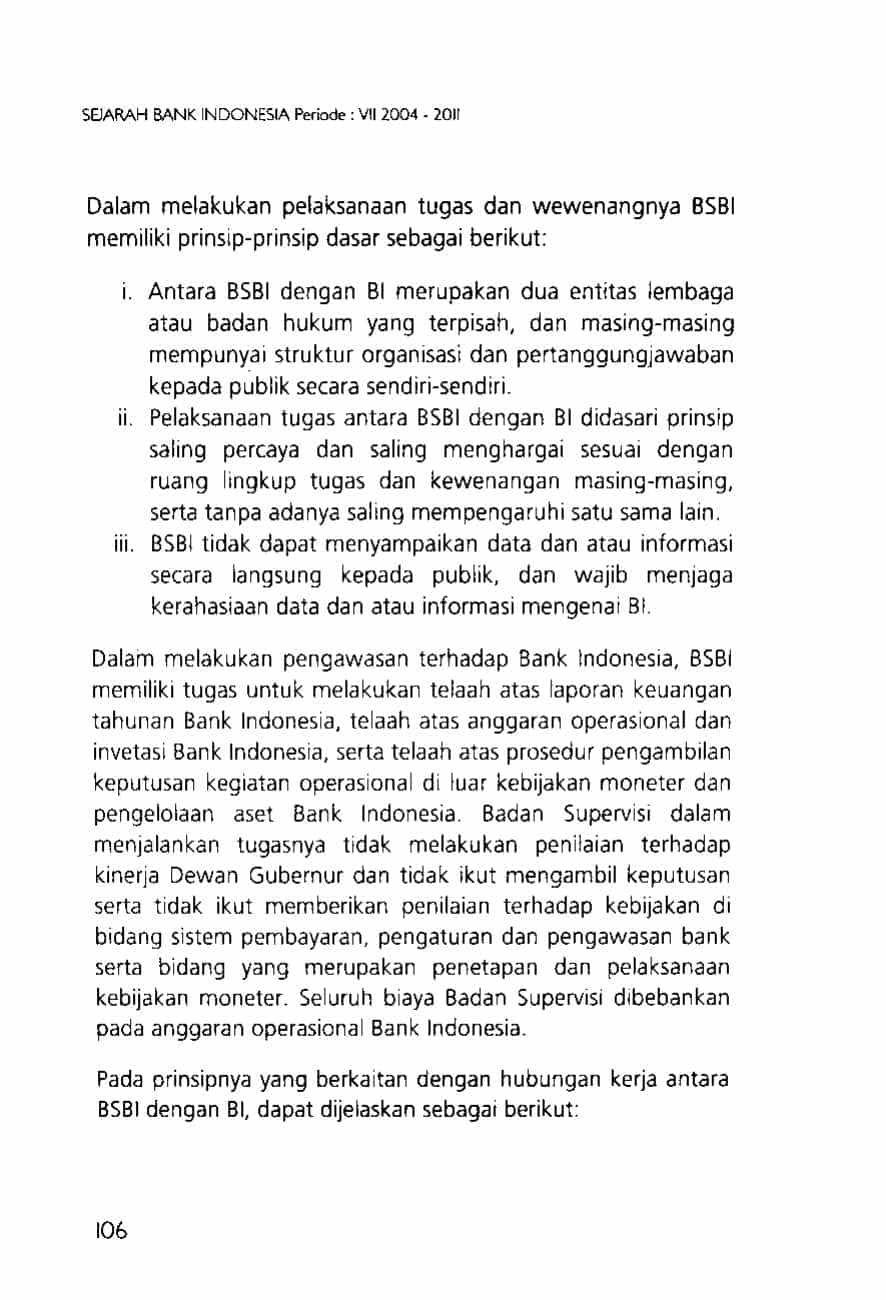 SEJARAH BANK INDONESIA Periode : VII 2004 - 2011
Dalam melakukan pelaksanaan tugas dan wewenangnya BSBI
memiliki prinsip-prinsip dasar sebagai berikut:
i. Antara BSBI dengan BI merupakan dua entitas lembaga
atau badan hukum yang terpisah, dan masing-masing
mempunyai struktur organisasi dan pertanggungjawaban
kepada publik secara sendiri-sendiri.
ii. Pelaksanaan tugas antara BSBI dengan BI didasari prinsip
saling percaya dan saling menghargai sesuai dengan
ruang lingkup tugas dan kewenangan masing-masing,
serta tanpa adanya saling mempengaruhi satu sama lain.
iii. BSBI tidak dapat menyampaikan data dan atau informasi
secara langsung kepada publik, dan wajib menjaga
kerahasiaan data dan atau informasi mengenai BI.
Dalam melakukan pengawasan terhadap Bank Indonesia, BSBI
memiliki tugas untuk melakukan telaah atas laporan keuangan
tahunan Bank Indonesia, telaah atas anggaran operasional dan
invetasi Bank Indonesia, serta telaah atas prosedur pengambilan
keputusan kegiatan operasional di luar kebijakan moneter dan
pengelolaan aset Bank Indonesia. Badan Supervisi dalam
menjalankan tugasnya tidak melakukan penilaian terhadap
kinerja Dewan Gubernur dan tidak ikut mengambil keputusan
serta tidak ikut memberikan penilaian terhadap kebijakan di
bidang sistem pembayaran, pengaturan dan pengawasan bank
serta bidang yang merupakan penetapan dan pelaksanaan
kebijakan moneter. Seluruh biaya Badan Supervisi dibebankan
pada anggaran operasional Bank Indonesia.
Pada prinsipnya yang berkaitan dengan hubungan kerja antara
BSBI dengan BI, dapat dijelaskan sebagai berikut:
106